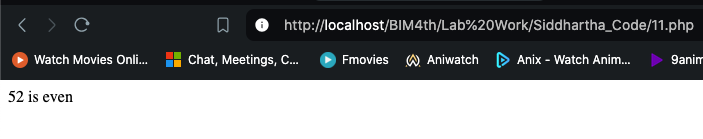 http://localhost/BIM4th/Lab%20Work/Siddhartha_Code/11.php
Watch Movies Onli... Chat, Meetings, C... Fmovies Aniwatch Anix - Watch Anim... 9anim
52 is even